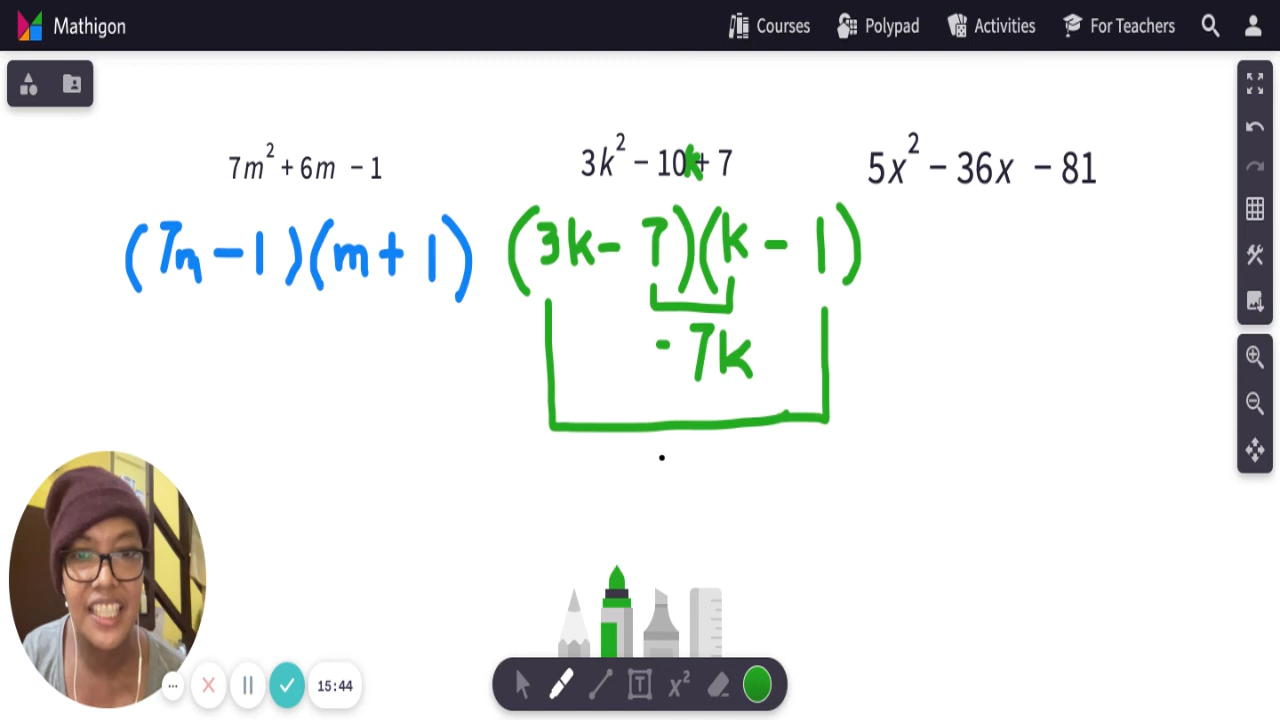 Mathigon
Courses
Polypad
Activities
For Teachers
7m² + 6m − 1
3k² − 10k + 7
5x² − 36x − 81
(7m − 1)(m + 1)
(3k − 7)(k − 1)
- 7k
T
x²
15:44